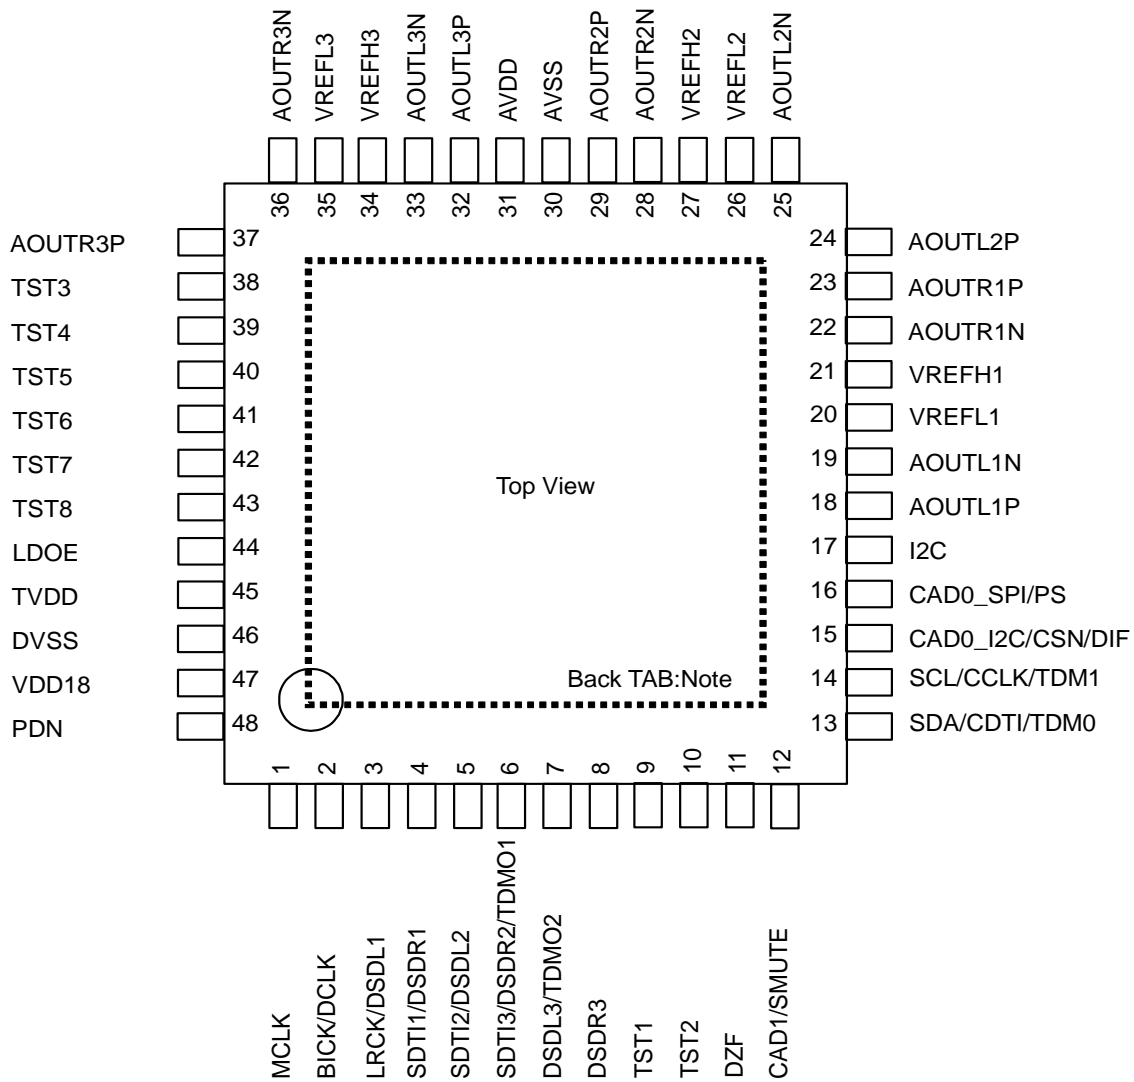 AOUTR3N
VREFL3
VREFH3
AOUTL3N
AOUTL3P
AVDD
AVSS
AOUTR2P
AOUTR2N
VREFH2
VREFL2
AOUTL2N
36
35
34
33
32
31
30
29
28
27
26
25
AOUTR3P 37
TST3 38
TST4 39
TST5 40
TST6 41
TST7 42
TST8 43
LDOE 44
TVDD 45
DVSS 46
VDD18 47
PDN 48
Top View
Back TAB:Note
24 AOUTL2P
23 AOUTR1P
22 AOUTR1N
21 VREFH1
20 VREFL1
19 AOUTL1N
18 AOUTL1P
17 I2C
16 CAD0_SPI/PS
15 CAD0_I2C/CSN/DIF
14 SCL/CCLK/TDM1
13 SDA/CDTI/TDM0
1
2
3
4
5
6
7
8
9
10
11
12
MCLK
BICK/DCLK
LRCK/DSDL1
SDTI1/DSDR1
SDTI2/DSDL2
SDTI3/DSDR2/TDMO1
DSDL3/TDMO2
DSDR3
TST1
TST2
DZF
CAD1/SMUTE